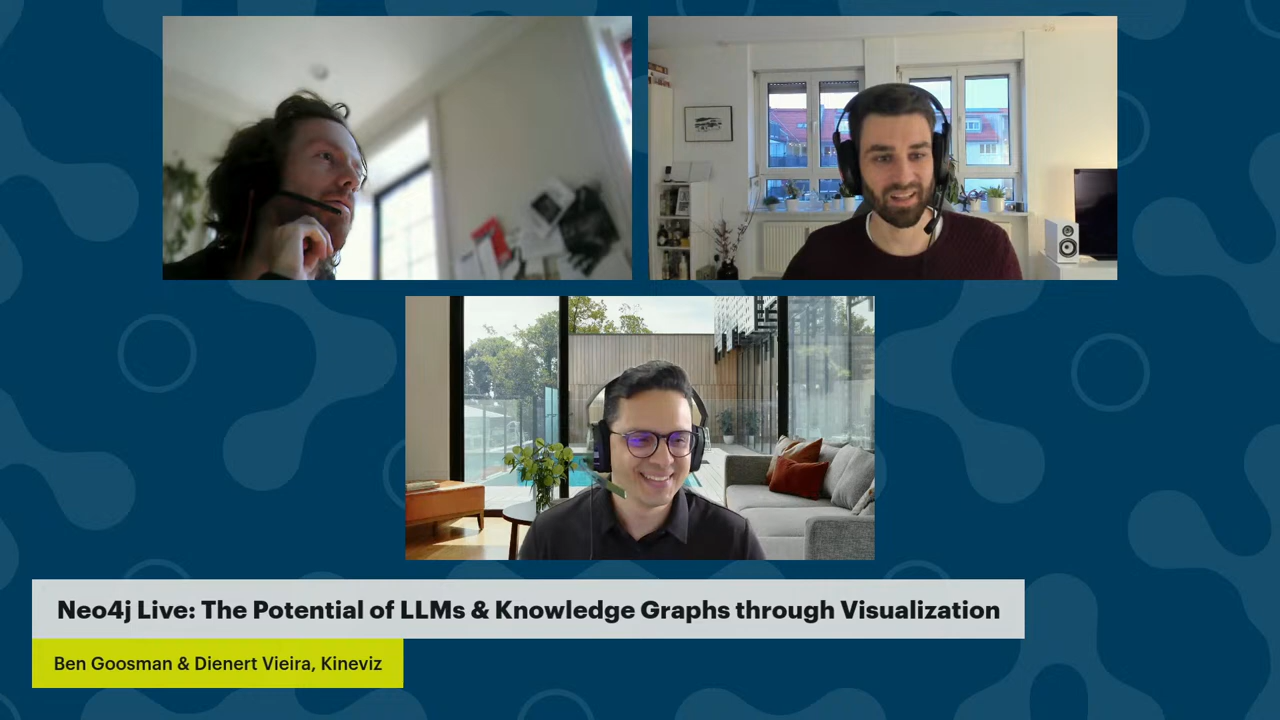 Neo4j Live: The Potential of LLMs & Knowledge Graphs through Visualization
Ben Goosman & Dienert Vieira, Kineviz